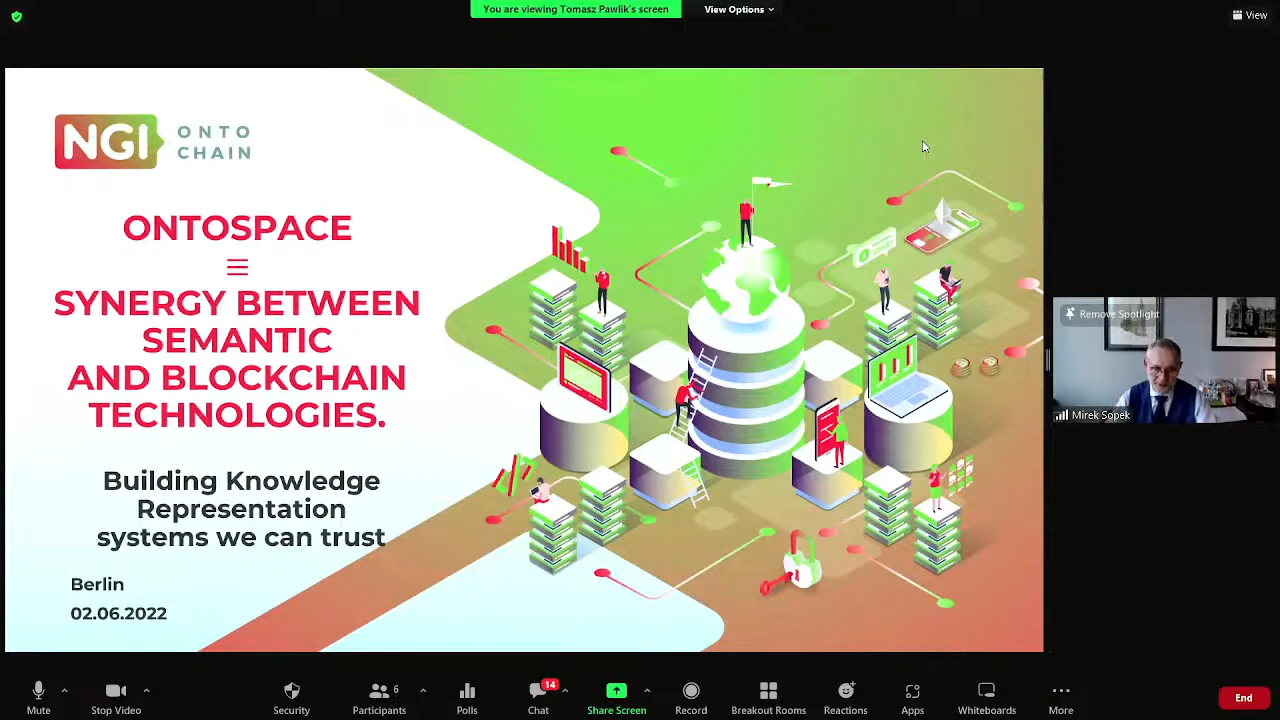 You are viewing Tomasz Pawlik's screen
View Options
View
NGI
ONTO
CHAIN
ONTOSPACE
≡
SYNERGY BETWEEN
SEMANTIC
AND BLOCKCHAIN
TECHNOLOGIES.
Building Knowledge
Representation
systems we can trust
Berlin
02.06.2022
Remove Spotlight
Mirek Sopek
Mute
Stop Video
Security
Participants
6
Polls
Chat
14
Share Screen
Record
Breakout Rooms
Reactions
Apps
Whiteboards
More
End